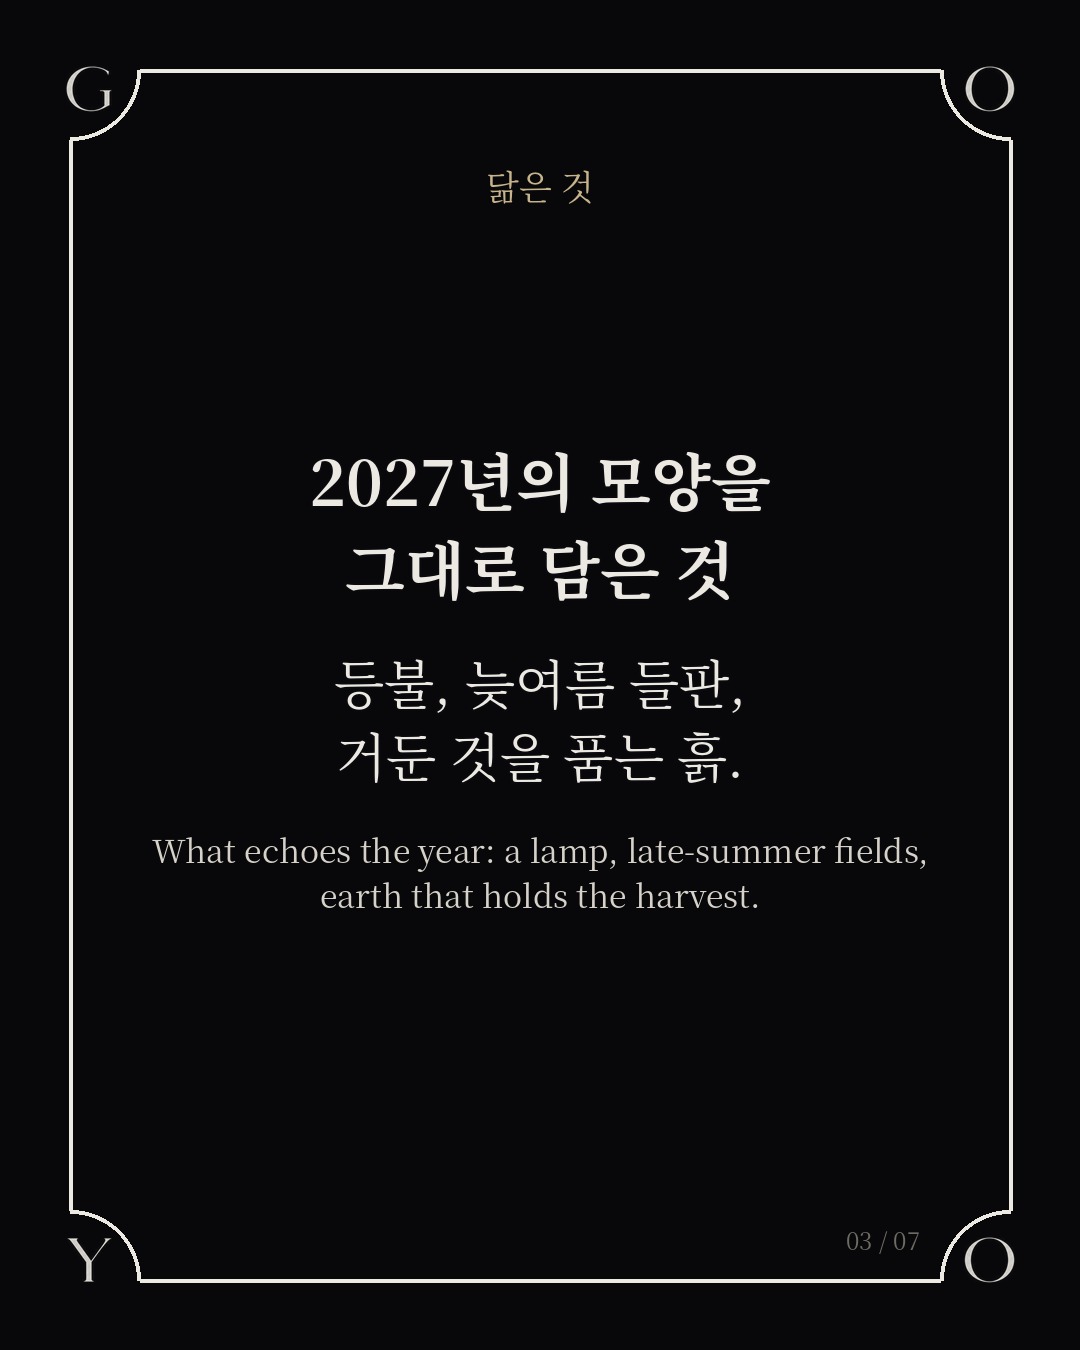 G
O
닮은 것
2027년의 모양을
그대로 담은 것
등불, 늦여름 들판,
거둔 것을 품는 흙.
What echoes the year: a lamp, late-summer fields,
earth that holds the harvest.
03 / 07
Y
O